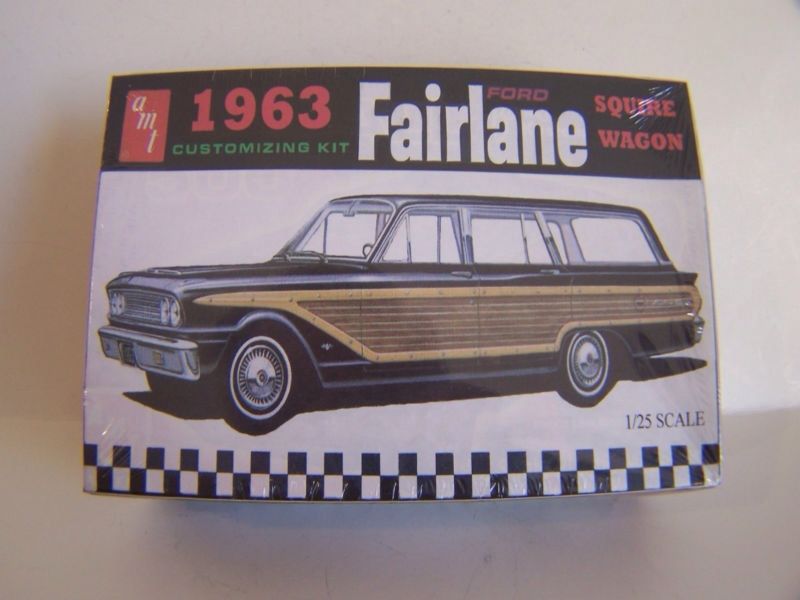 amt
1963
CUSTOMIZING KIT
FORD
Fairlane
SQUIRE
WAGON
1/25 SCALE